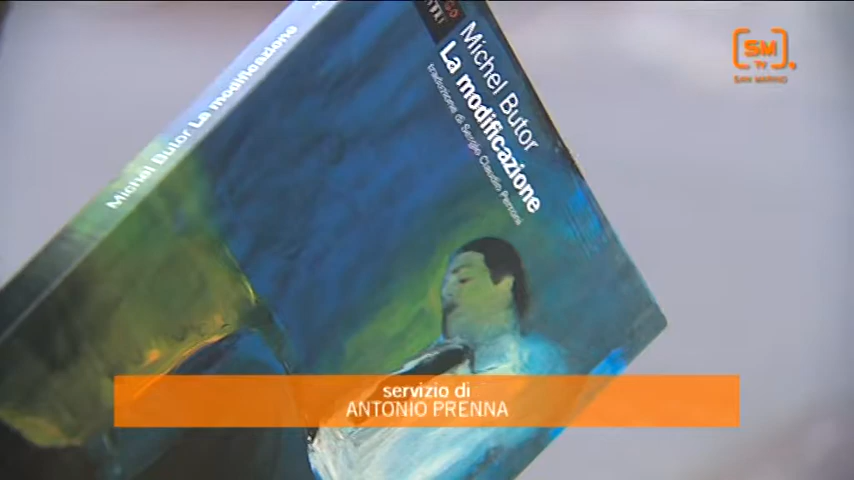 Michel Butor
La modificazione
traduzione di Sergio Claudio Perroni
Michel Butor La modificazione
SM
TV
SAN MARINO
servizio di
ANTONIO PRENNA